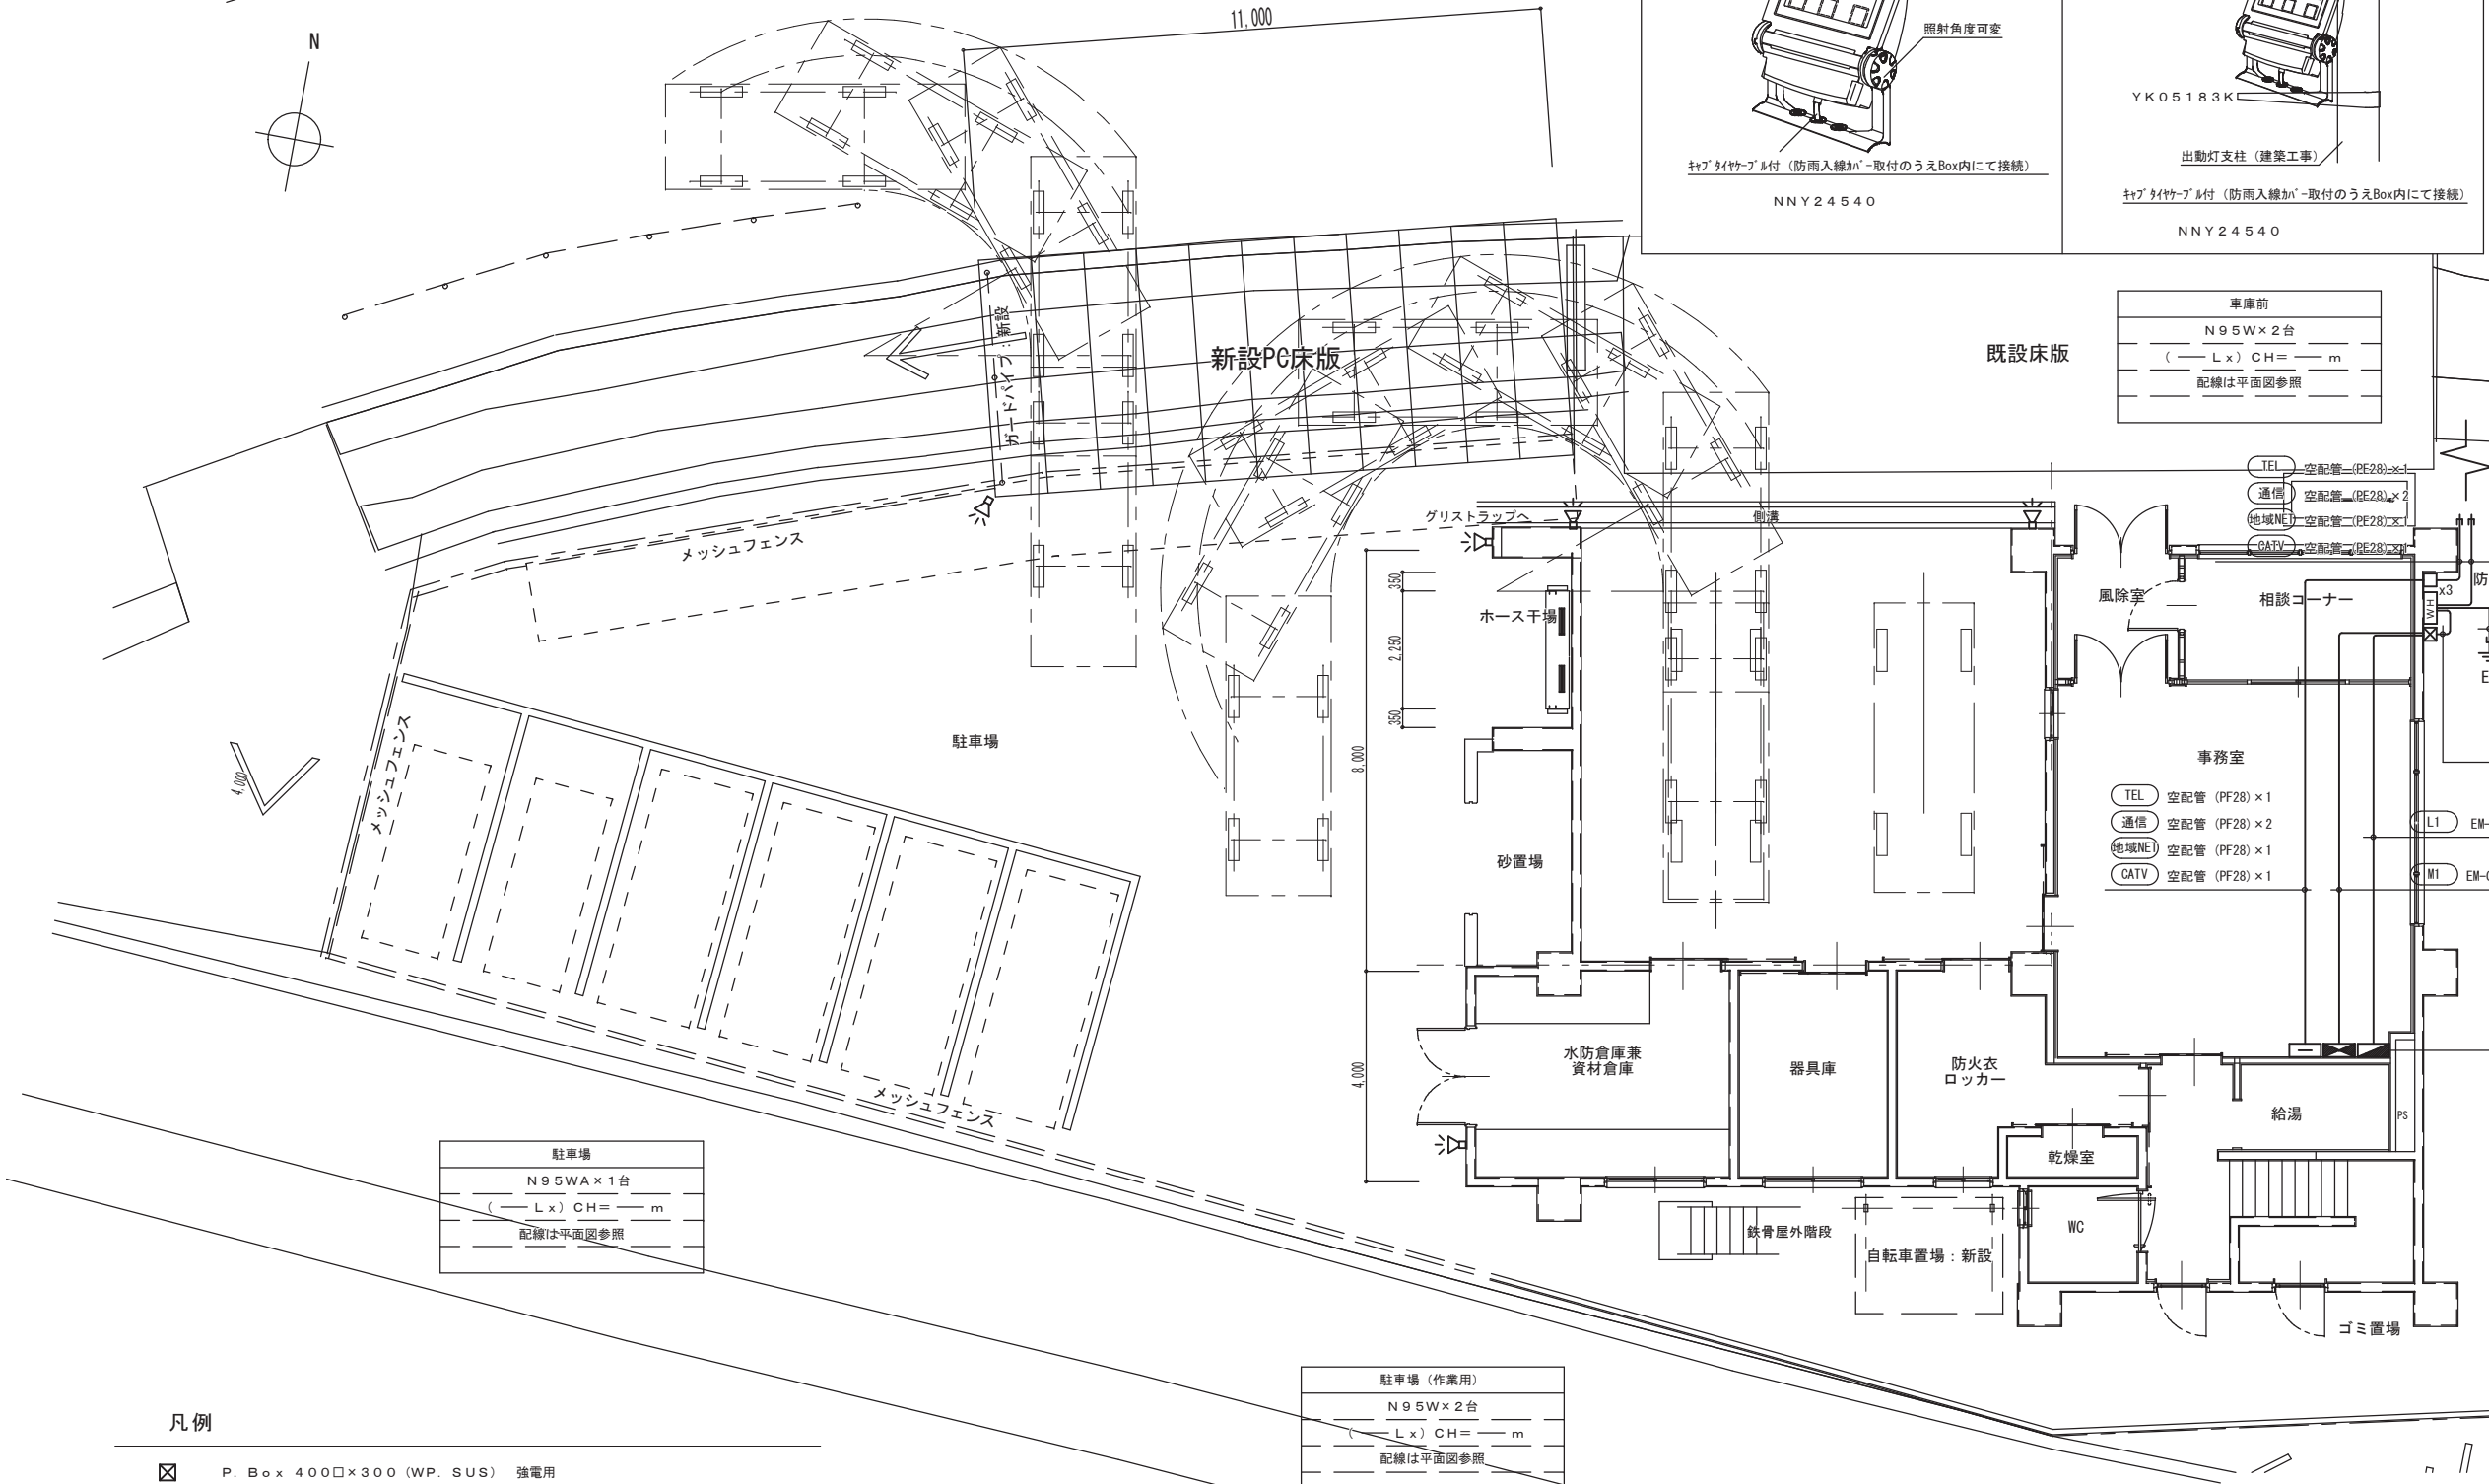 N
11,000
照射角度可変
キャブタイヤケーブル付（防雨入線カバー取付のうえBox内にて接続）
NNY24540
YK05183K
出動灯支柱（建築工事）
キャブタイヤケーブル付（防雨入線カバー取付のうえBox内にて接続）
NNY24540
車庫前
N95W×2台
（ ── Lx）CH= ── m
配線は平面図参照
新設PC床版
既設床版
ガードパイプ：新設
TEL 空配管 (PF28)×1
通信 空配管 (PF28)×2
地域NET 空配管 (PF28)×1
CATV 空配管 (PF28)×1
グリストラップへ
側溝
メッシュフェンス
350
2,250
350
8,000
4,000
ホース干場
風除室
相談コーナー
x3
WH
防
E
駐車場
4,000
メッシュフェンス
事務室
TEL 空配管 (PF28)×1
通信 空配管 (PF28)×2
地域NET 空配管 (PF28)×1
CATV 空配管 (PF28)×1
L1 EM-
M1 EM-
砂置場
水防倉庫兼
資材倉庫
器具庫
防火衣
ロッカー
給湯
PS
乾燥室
メッシュフェンス
駐車場
N95WA×1台
（ ── Lx）CH= ── m
配線は平面図参照
鉄骨屋外階段
自転車置場：新設
WC
ゴミ置場
駐車場（作業用）
N95W×2台
（ ── Lx）CH= ── m
配線は平面図参照
凡例
P. Box 400□×300 (WP. SUS) 強電用